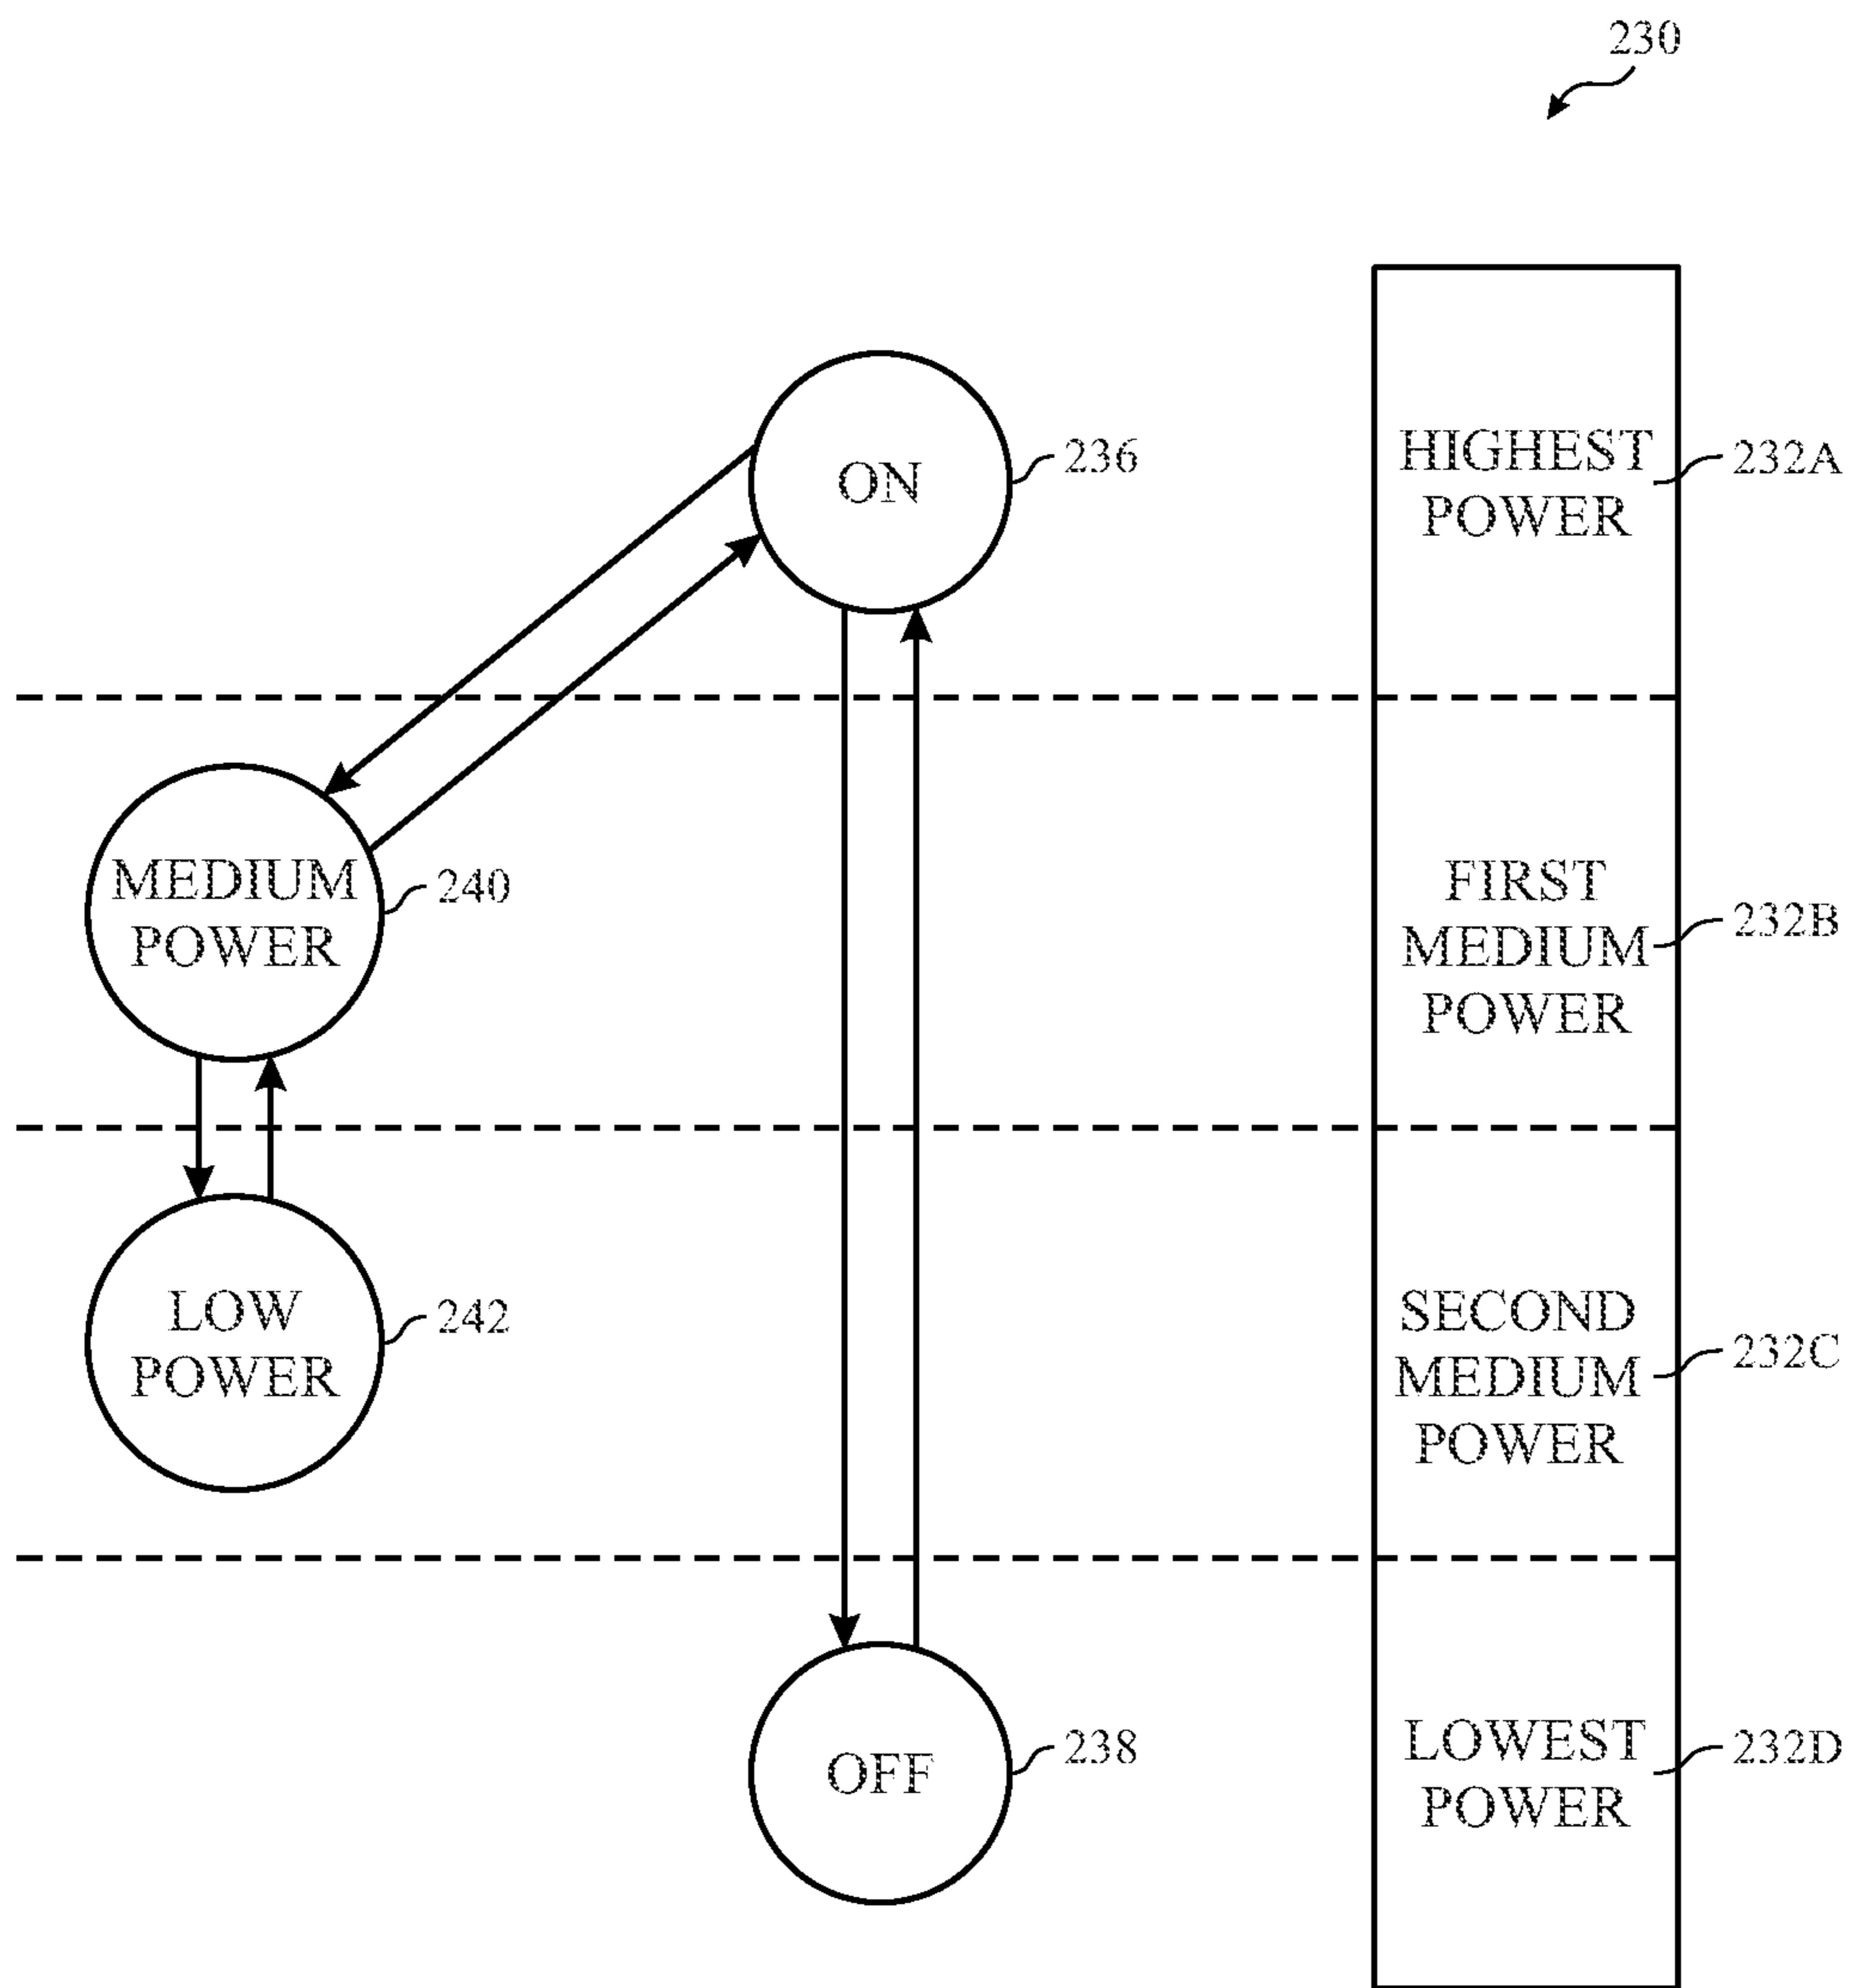 230
ON
236
HIGHEST
POWER
232A
MEDIUM
POWER
240
FIRST
MEDIUM
POWER
232B
LOW
POWER
242
SECOND
MEDIUM
POWER
232C
OFF
238
LOWEST
POWER
232D